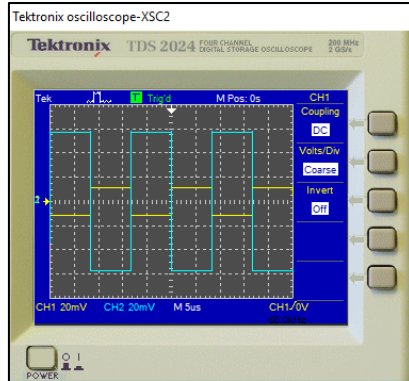 Tektronix oscilloscope-XSC2
Tektronix TDS 2024 FOUR CHANNEL DIGITAL STORAGE OSCILLOSCOPE 200 MHz 2 GS/s
Tek T Trig'd M Pos: 0s CH1
Coupling
DC
Volts/Div
Coarse
Invert
Off
2
CH1 20mV CH2 20mV M 5us CH1/0V
POWER